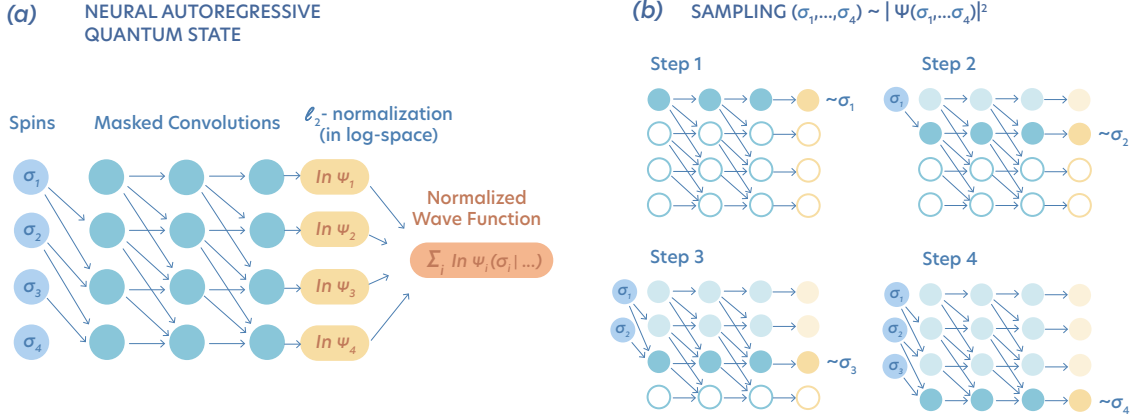 (a) NEURAL AUTOREGRESSIVE
QUANTUM STATE
Spins
Masked Convolutions
ℓ₂- normalization
(in log-space)
σ₁
σ₂
σ₃
σ₄
ln Ψ₁
ln Ψ₂
ln Ψ₃
ln Ψ₄
Normalized
Wave Function
Σᵢ ln Ψᵢ(σᵢ | ...)
(b) SAMPLING (σ₁,...,σ₄) ~ | Ψ(σ₁,...σ₄)|²
Step 1
~σ₁
Step 2
σ₁
~σ₂
Step 3
σ₁
σ₂
~σ₃
Step 4
σ₁
σ₂
σ₃
~σ₄